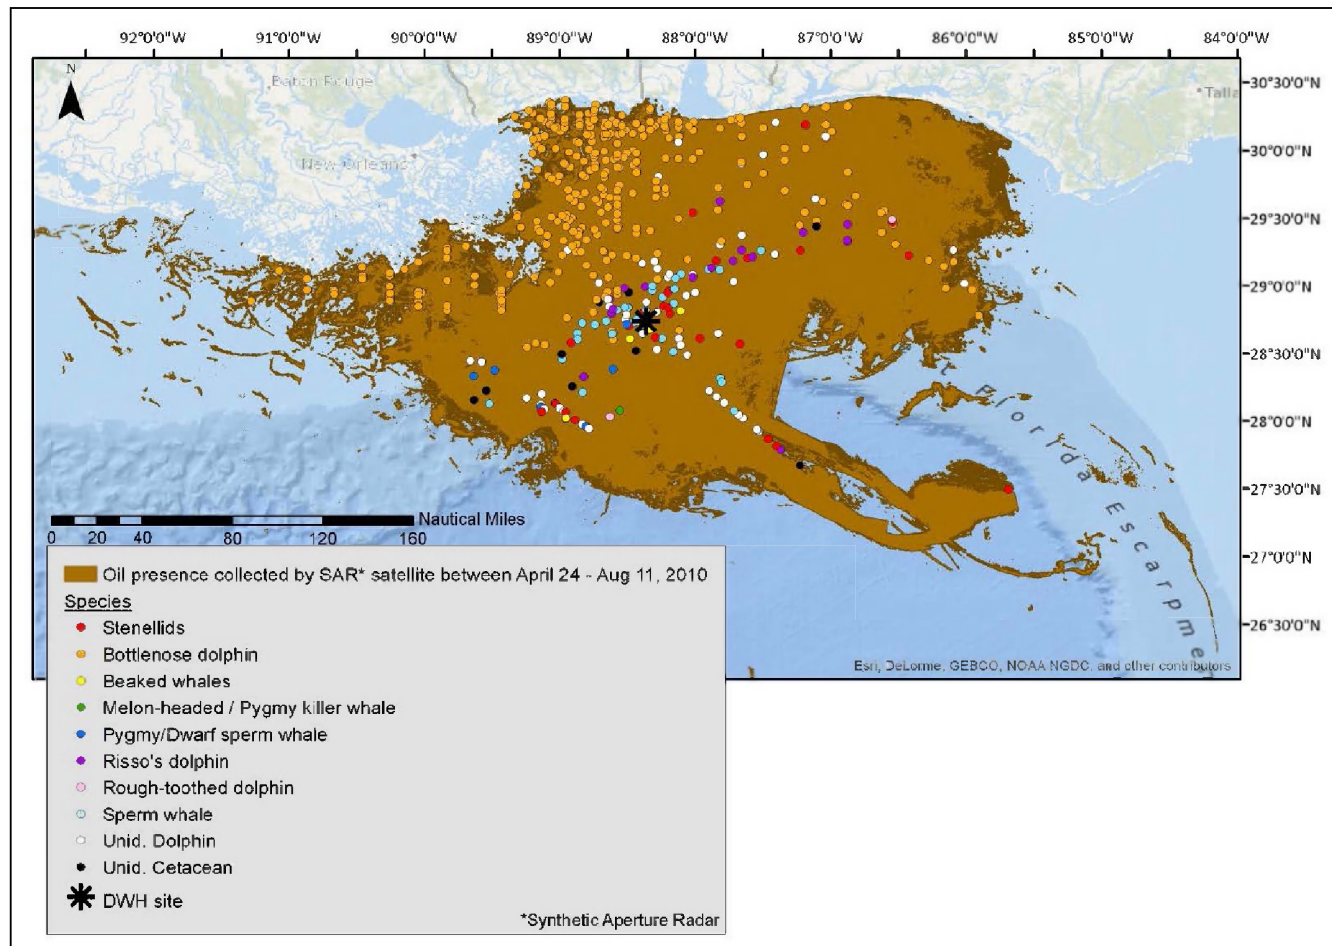 92°0'0"W 91°0'0"W 90°0'0"W 89°0'0"W 88°0'0"W 87°0'0"W 86°0'0"W 85°0'0"W 84°0'0"W
N
Baton Rouge
30°30'0"N
Talla
New Orleans
30°0'0"N
29°30'0"N
29°0'0"N
28°30'0"N
t Florida Escarpmen
28°0'0"N
27°30'0"N
Nautical Miles
0 20 40 80 120 160
27°0'0"N
26°30'0"N
Esri, DeLorme, GEBCO, NOAA NGDC, and other contributors
Oil presence collected by SAR* satellite between April 24 - Aug 11, 2010
Species
Stenellids
Bottlenose dolphin
Beaked whales
Melon-headed / Pygmy killer whale
Pygmy/Dwarf sperm whale
Risso's dolphin
Rough-toothed dolphin
Sperm whale
Unid. Dolphin
Unid. Cetacean
DWH site
*Synthetic Aperture Radar